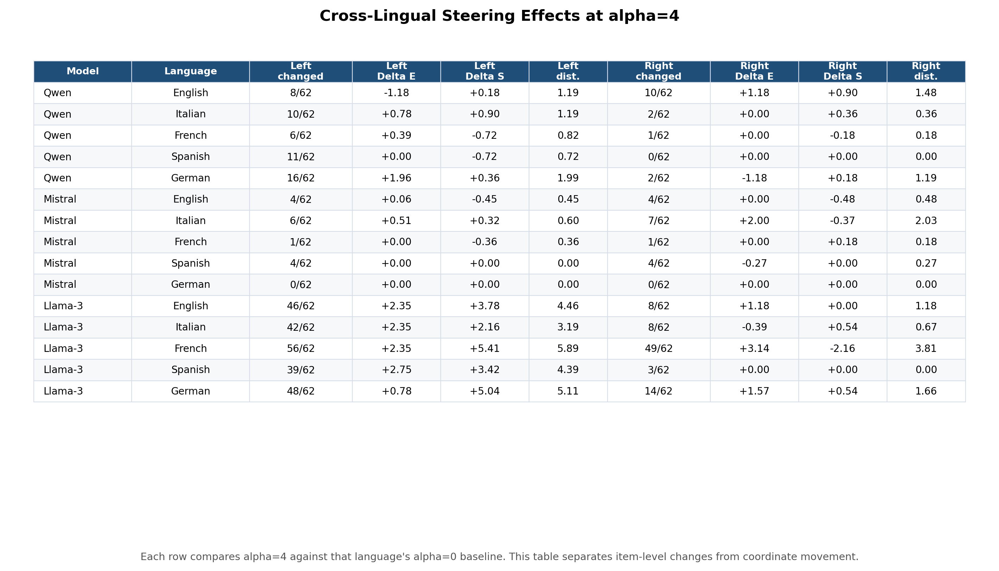 Cross-Lingual Steering Effects at alpha=4
Model Language Left changed Left Delta E Left Delta S Left dist. Right changed Right Delta E Right Delta S Right dist.
Qwen English 8/62 -1.18 +0.18 1.19 10/62 +1.18 +0.90 1.48
Qwen Italian 10/62 +0.78 +0.90 1.19 2/62 +0.00 +0.36 0.36
Qwen French 6/62 +0.39 -0.72 0.82 1/62 +0.00 -0.18 0.18
Qwen Spanish 11/62 +0.00 -0.72 0.72 0/62 +0.00 +0.00 0.00
Qwen German 16/62 +1.96 +0.36 1.99 2/62 -1.18 +0.18 1.19
Mistral English 4/62 +0.06 -0.45 0.45 4/62 +0.00 -0.48 0.48
Mistral Italian 6/62 +0.51 +0.32 0.60 7/62 +2.00 -0.37 2.03
Mistral French 1/62 +0.00 -0.36 0.36 1/62 +0.00 +0.18 0.18
Mistral Spanish 4/62 +0.00 +0.00 0.00 4/62 -0.27 +0.00 0.27
Mistral German 0/62 +0.00 +0.00 0.00 0/62 +0.00 +0.00 0.00
Llama-3 English 46/62 +2.35 +3.78 4.46 8/62 +1.18 +0.00 1.18
Llama-3 Italian 42/62 +2.35 +2.16 3.19 8/62 -0.39 +0.54 0.67
Llama-3 French 56/62 +2.35 +5.41 5.89 49/62 +3.14 -2.16 3.81
Llama-3 Spanish 39/62 +2.75 +3.42 4.39 3/62 +0.00 +0.00 0.00
Llama-3 German 48/62 +0.78 +5.04 5.11 14/62 +1.57 +0.54 1.66
Each row compares alpha=4 against that language's alpha=0 baseline. This table separates item-level changes from coordinate movement.